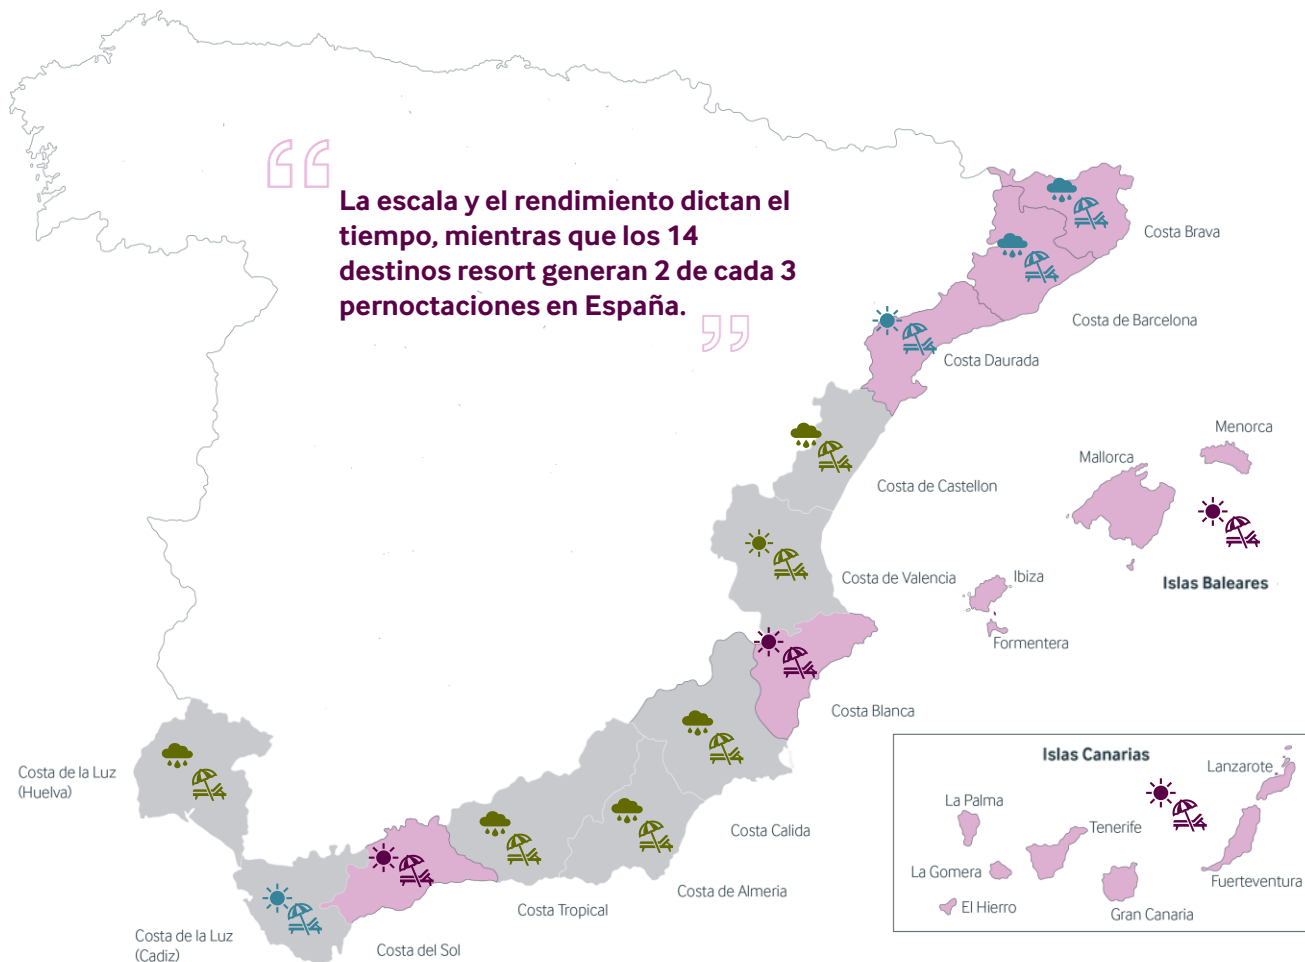 “
La escala y el rendimiento dictan el
tiempo, mientras que los 14
destinos resort generan 2 de cada 3
pernoctaciones en España.
”
Costa Brava
Costa de Barcelona
Costa Daurada
Costa de Castellon
Costa de Valencia
Menorca
Mallorca
Islas Baleares
Ibiza
Formentera
Costa Blanca
Costa Calida
Costa de Almeria
Costa Tropical
Costa del Sol
Costa de la Luz
(Cadiz)
Costa de la Luz
(Huelva)
Islas Canarias
Lanzarote
La Palma
Tenerife
La Gomera
Fuerteventura
El Hierro
Gran Canaria